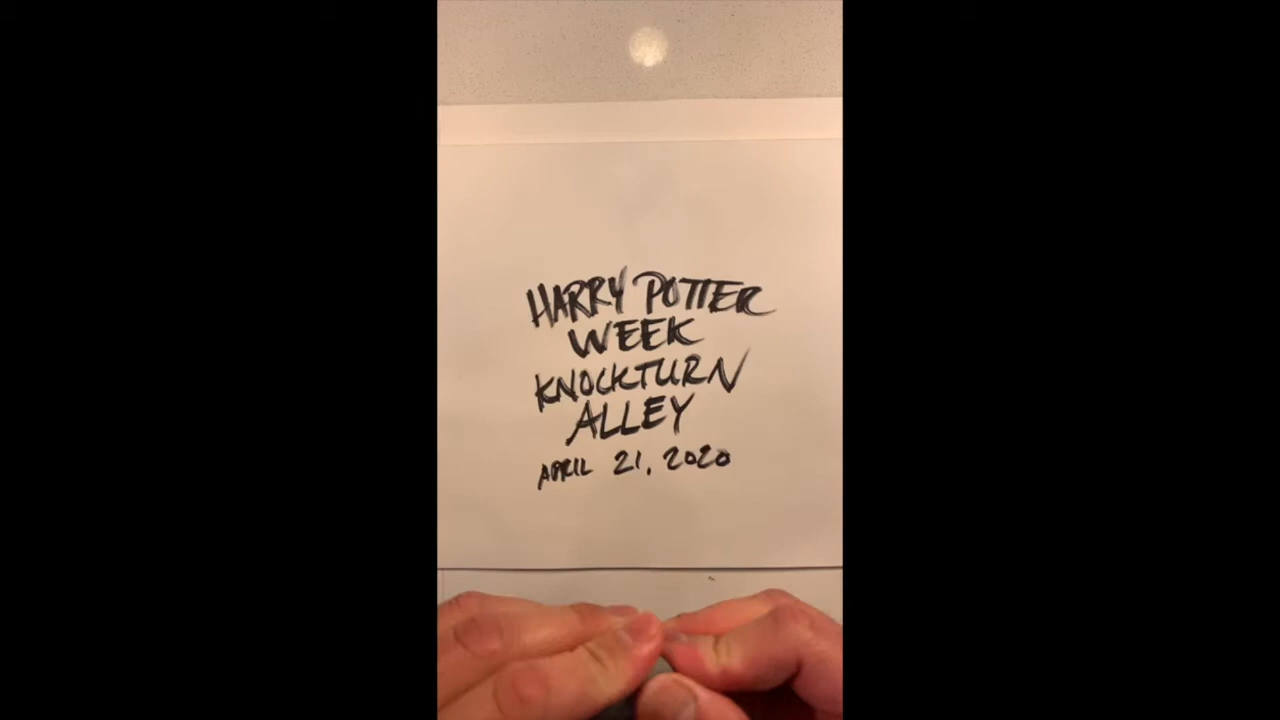 HARRY POTTER
WEEK
KNOCKTURN
ALLEY
APRIL 21, 2020